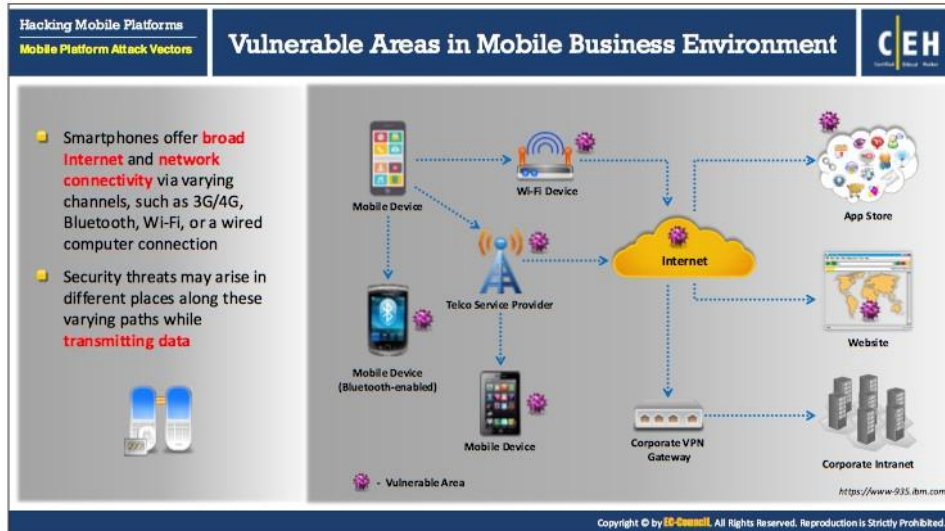 Hacking Mobile Platforms
Mobile Platform Attack Vectors
Vulnerable Areas in Mobile Business Environment
C|EH
Certified Ethical Hacker
Smartphones offer broad
Internet and network
connectivity via varying
channels, such as 3G/4G,
Bluetooth, Wi-Fi, or a wired
computer connection
Security threats may arise in
different places along these
varying paths while
transmitting data
Mobile Device
Wi-Fi Device
App Store
Internet
Telco Service Provider
Website
Mobile Device
(Bluetooth-enabled)
Mobile Device
Corporate VPN
Gateway
Corporate Intranet
- Vulnerable Area
https://www-935.ibm.com
Copyright © by EC-Council. All Rights Reserved. Reproduction is Strictly Prohibited.